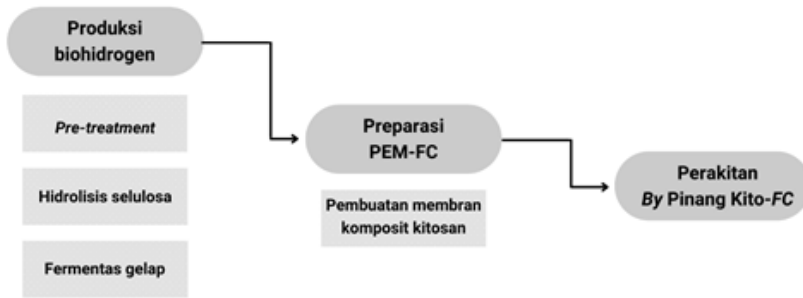 Produksi
biohidrogen
Pre-treatment
Hidrolisis selulosa
Fermentas gelap
Preparasi
PEM-FC
Pembuatan membran
komposit kitosan
Perakitan
By Pinang Kito-FC